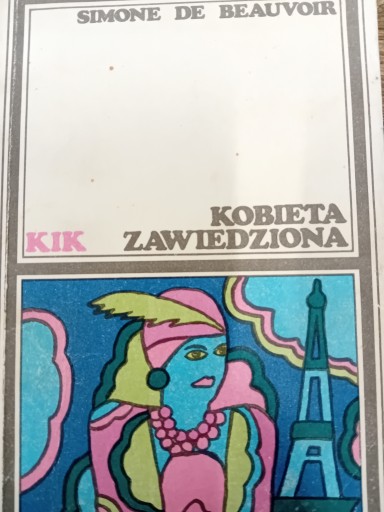 SIMONE DE BEAUVOIR
KOBIETA
KIK ZAWIEDZIONA